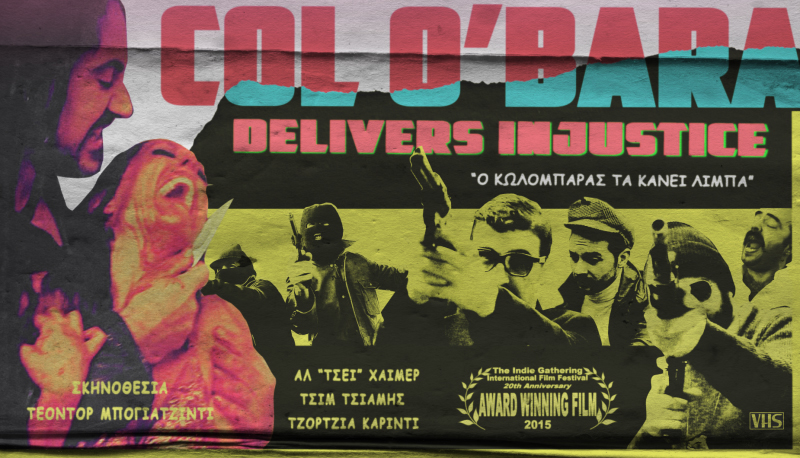 COL O'BARA
DELIVERS INJUSTICE
"Ο ΚΩΛΟΜΠΑΡΑΣ ΤΑ ΚΑΝΕΙ ΛΙΜΠΑ"
ΣΚΗΝΟΘΕΣΙΑ
ΤΕΟΝΤΟΡ ΜΠΟΓΙΑΤΖΙΝΤΙ
ΑΛ "ΤΣΕΙ" ΧΑΙΜΕΡ
ΤΣΙΜ ΤΣΙΑΜΗΣ
ΤΖΟΡΤΖΙΑ ΚΑΡΙΝΤΙ
The Indie Gathering
International Film Festival
20th Anniversary
AWARD WINNING FILM
2015
VHS